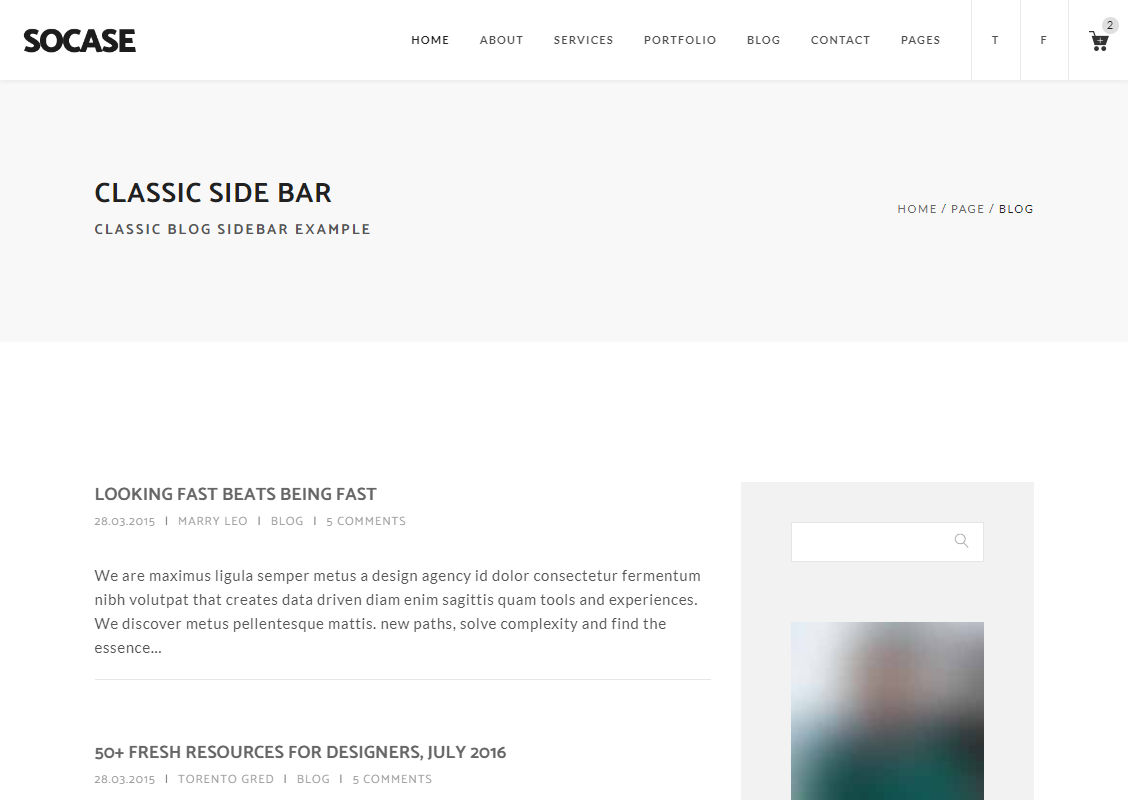 SOCASE
HOME ABOUT SERVICES PORTFOLIO BLOG CONTACT PAGES T F 2
CLASSIC SIDE BAR
CLASSIC BLOG SIDEBAR EXAMPLE
HOME / PAGE / BLOG
LOOKING FAST BEATS BEING FAST
28.03.2015 | MARRY LEO | BLOG | 5 COMMENTS
We are maximus ligula semper metus a design agency id dolor consectetur fermentum
nibh volutpat that creates data driven diam enim sagittis quam tools and experiences.
We discover metus pellentesque mattis. new paths, solve complexity and find the
essence...
50+ FRESH RESOURCES FOR DESIGNERS, JULY 2016
28.03.2015 | TORENTO GRED | BLOG | 5 COMMENTS